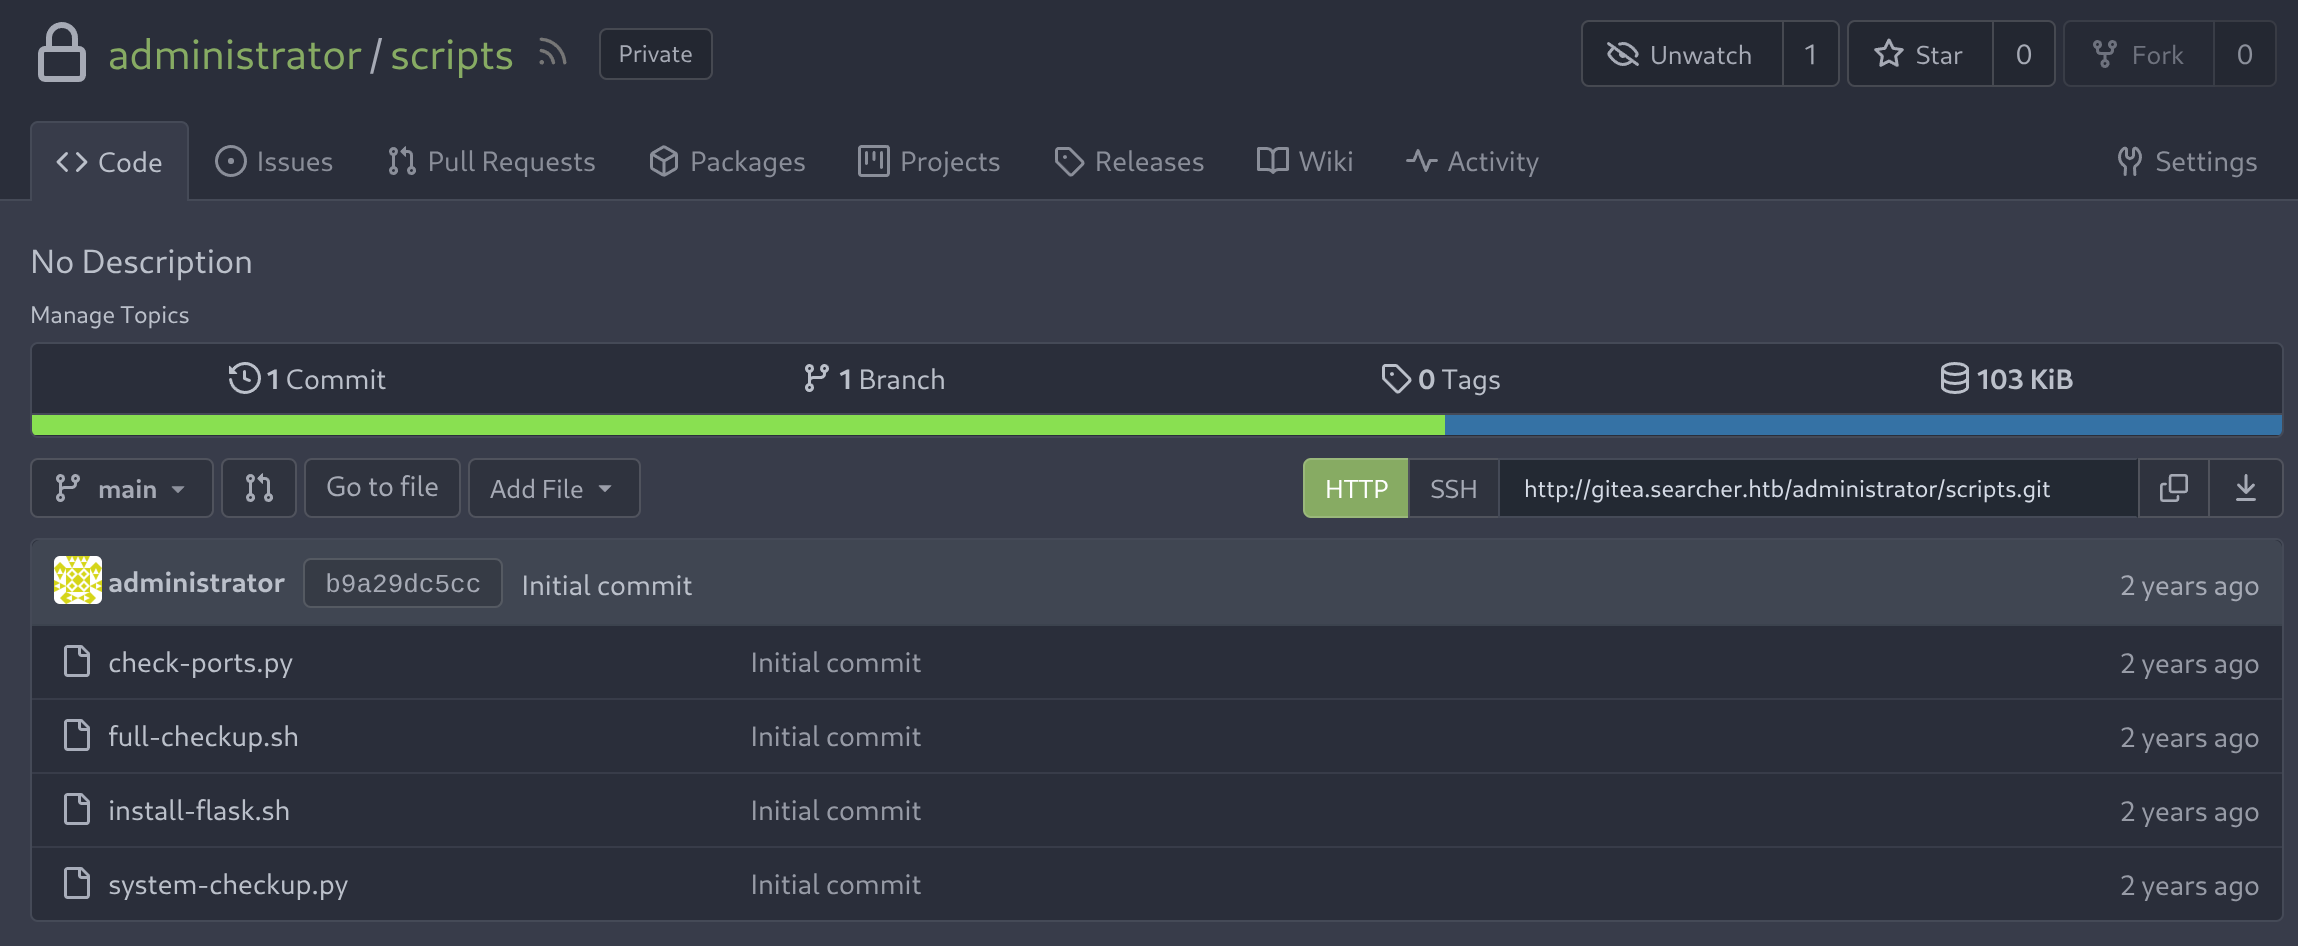 administrator / scripts Private Unwatch 1 Star 0 Fork 0
Code Issues Pull Requests Packages Projects Releases Wiki Activity Settings
No Description
Manage Topics
1 Commit 1 Branch 0 Tags 103 KiB
main Go to file Add File HTTP SSH http://gitea.searcher.htb/administrator/scripts.git
administrator b9a29dc5cc Initial commit 2 years ago
check-ports.py Initial commit 2 years ago
full-checkup.sh Initial commit 2 years ago
install-flask.sh Initial commit 2 years ago
system-checkup.py Initial commit 2 years ago